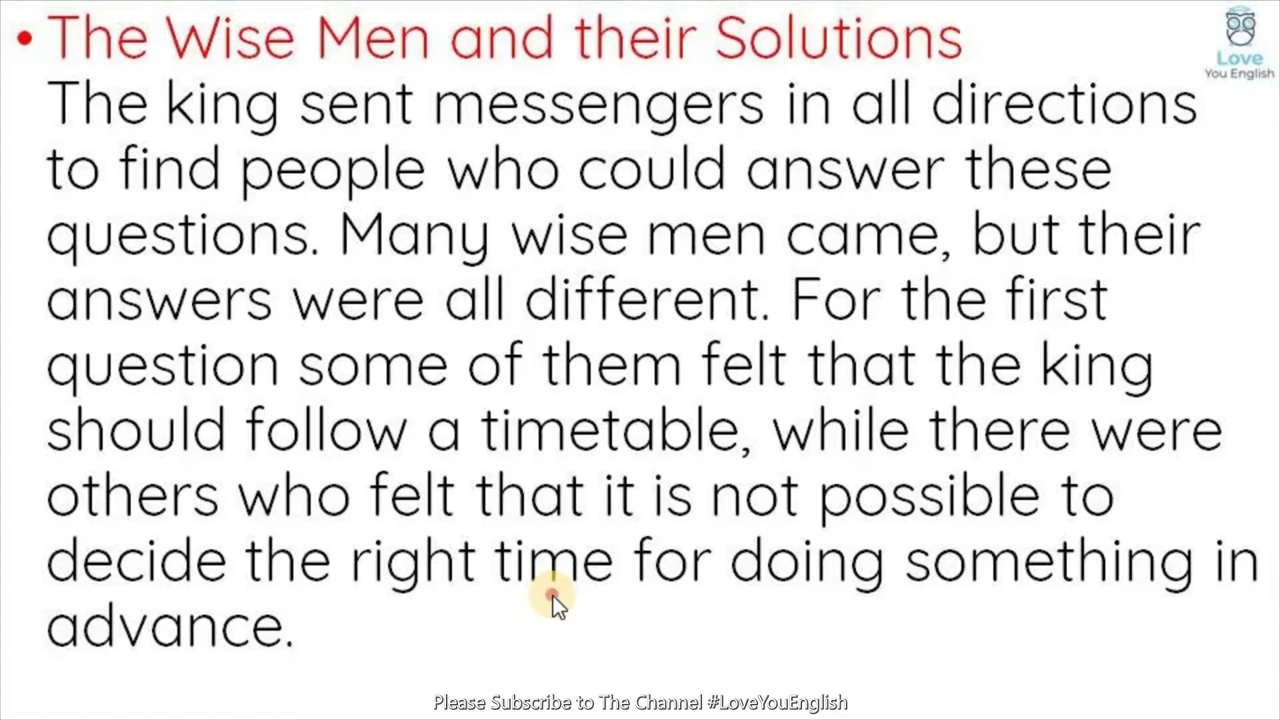 • The Wise Men and their Solutions
Love
You English
The king sent messengers in all directions
to find people who could answer these
questions. Many wise men came, but their
answers were all different. For the first
question some of them felt that the king
should follow a timetable, while there were
others who felt that it is not possible to
decide the right time for doing something in
advance.
Please Subscribe to The Channel #LoveYouEnglish